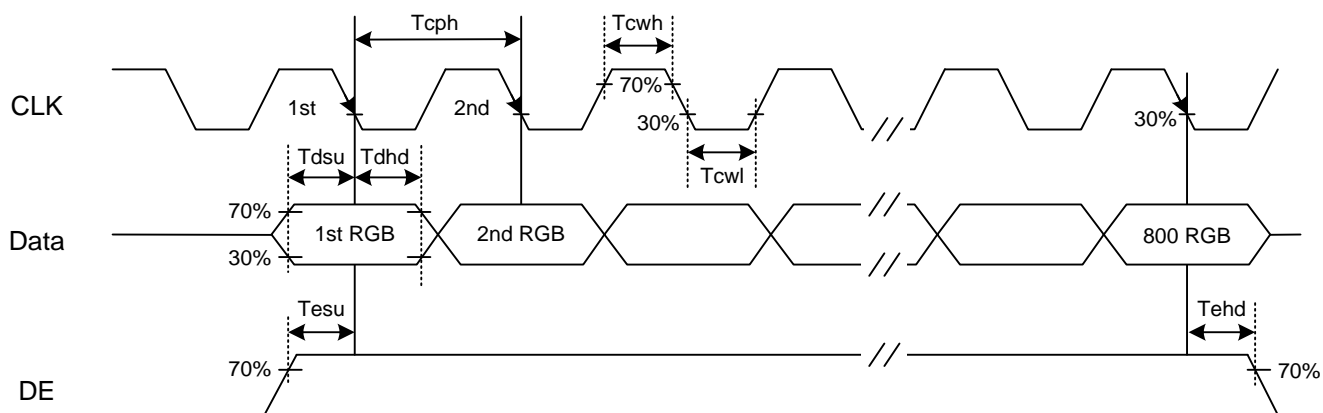 Tcph
Tcwh
CLK
1st
2nd
70%
30%
30%
Tdsu
Tdhd
Tcwl
70%
Data
1st RGB
2nd RGB
800 RGB
30%
Tesu
Tehd
70%
70%
DE